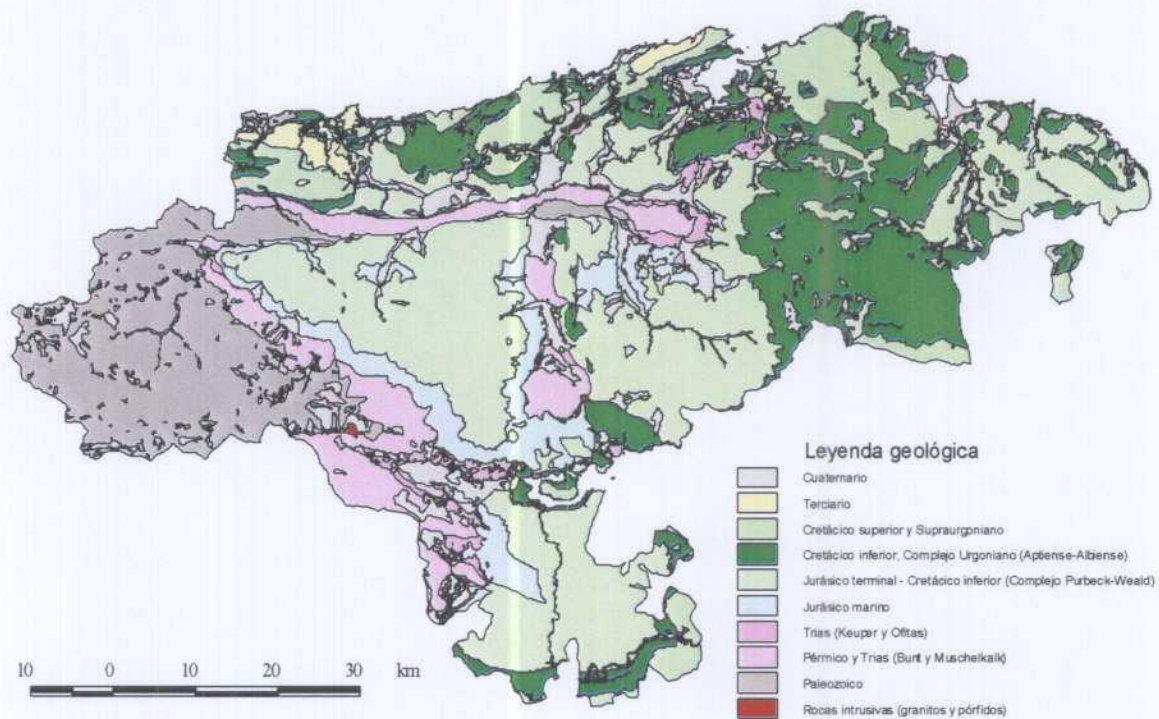 Leyenda geológica
Cuaternario
Terciario
Cretácico superior y Supraurgoniano
Cretácico inferior, Complejo Urgoniano (Aptiense-Albiense)
Jurásico terminal - Cretácico inferior (Complejo Purbeck-Weald)
Jurásico marino
Trias (Keuper y Ofitas)
Pérmico y Trias (Bunt y Muschelkalk)
Paleozoico
Rocas intrusivas (granitos y pórfidos)
10 0 10 20 30 km